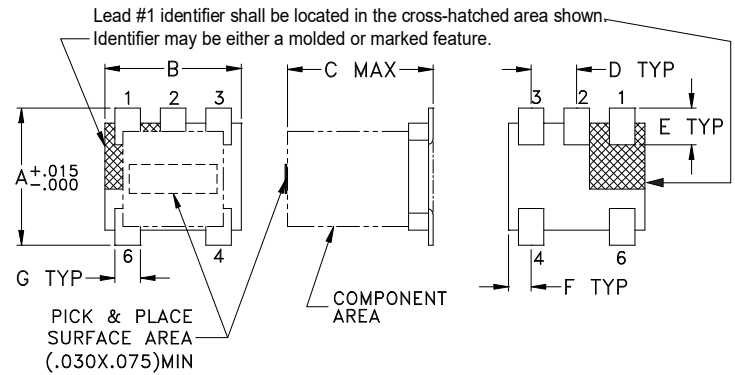 Lead #1 identifier shall be located in the cross-hatched area shown.
Identifier may be either a molded or marked feature.
B
C MAX
D TYP
1 2 3
3 2 1
E TYP
A+.015
-.000
6 4
4 6
G TYP
F TYP
PICK & PLACE
SURFACE AREA
(.030X.075)MIN
COMPONENT
AREA